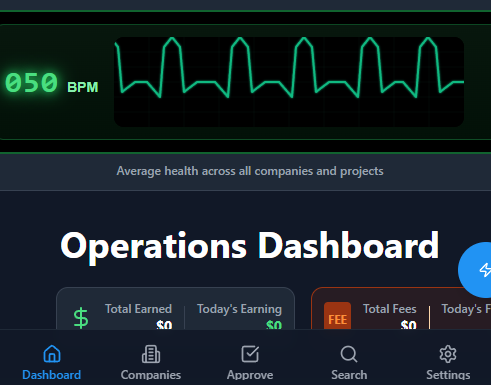 050 BPM
Average health across all companies and projects
Operations Dashboard
Total Earned
Today's Earning
$0
$0
FEE
Total Fees
Today's F
$0
Dashboard
Companies
Approve
Search
Settings